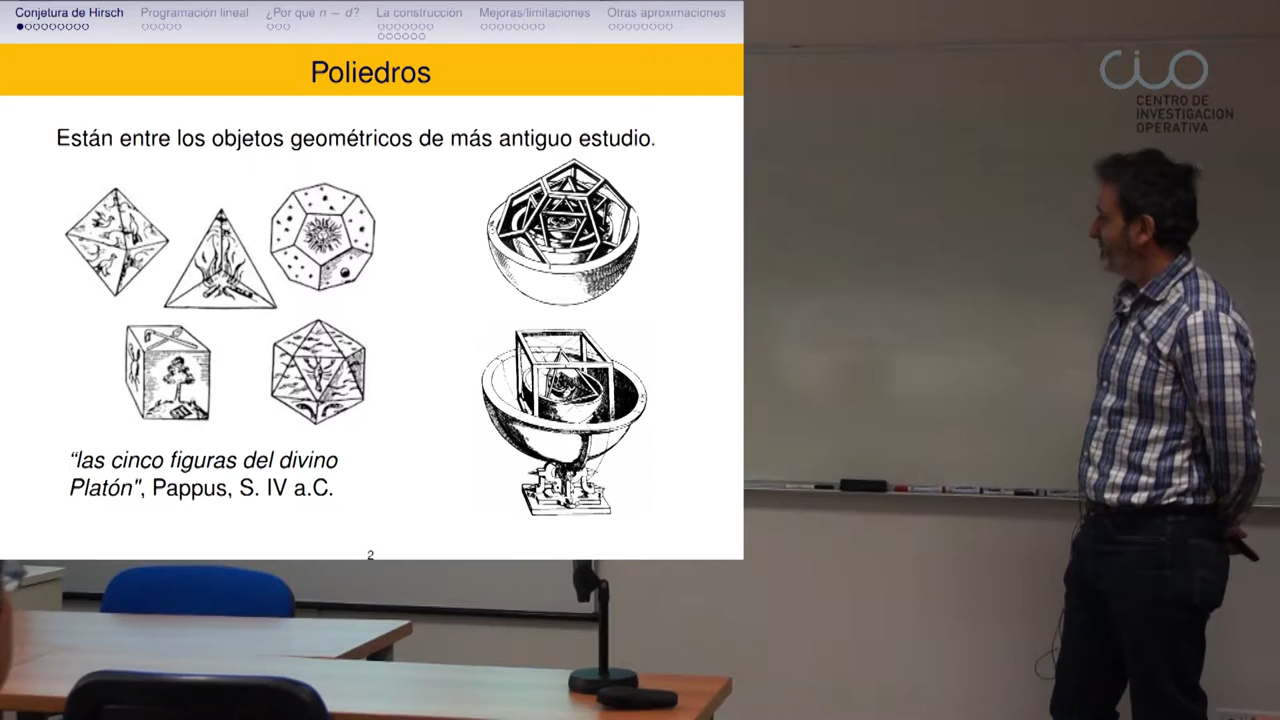 Conjetura de Hirsch
Programación lineal
¿Por qué n − d?
La construcción
Mejoras/limitaciones
Otras aproximaciones
Poliedros
Están entre los objetos geométricos de más antiguo estudio.
“las cinco figuras del divino
Platón", Pappus, S. IV a.C.
2
CIO
CENTRO DE
INVESTIGACION
OPERATIVA